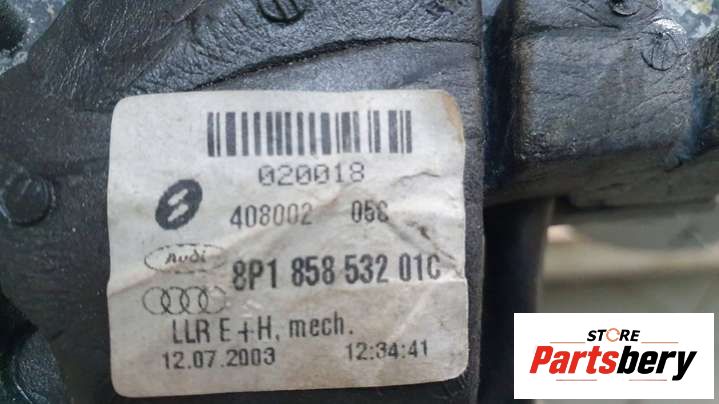 020018
408002 05C
Audi
8P1 858 532 01C
LLR E+H, mech.
12.07.2003 12:34:41
STORE
Partsbery